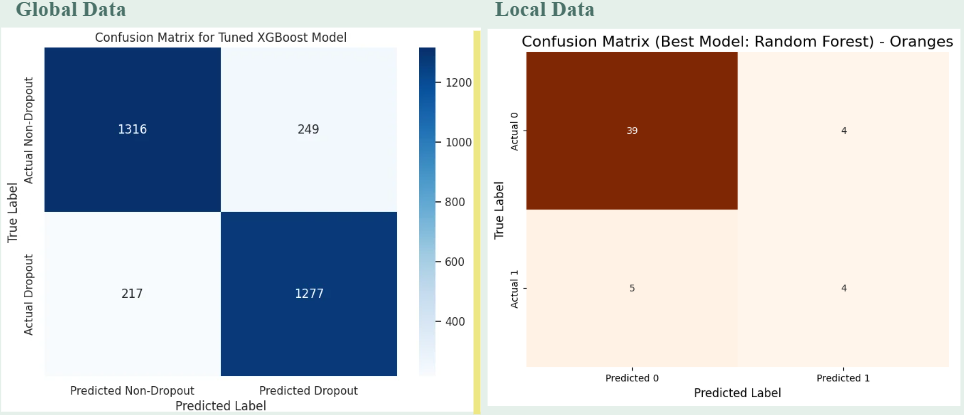 Global Data
Confusion Matrix for Tuned XGBoost Model
True Label
Actual Non-Dropout
Actual Dropout
1316
249
217
1277
Predicted Non-Dropout
Predicted Dropout
Predicted Label
1200
1000
800
600
400
Local Data
Confusion Matrix (Best Model: Random Forest) - Oranges
True Label
Actual 0
Actual 1
39
4
5
4
Predicted 0
Predicted 1
Predicted Label